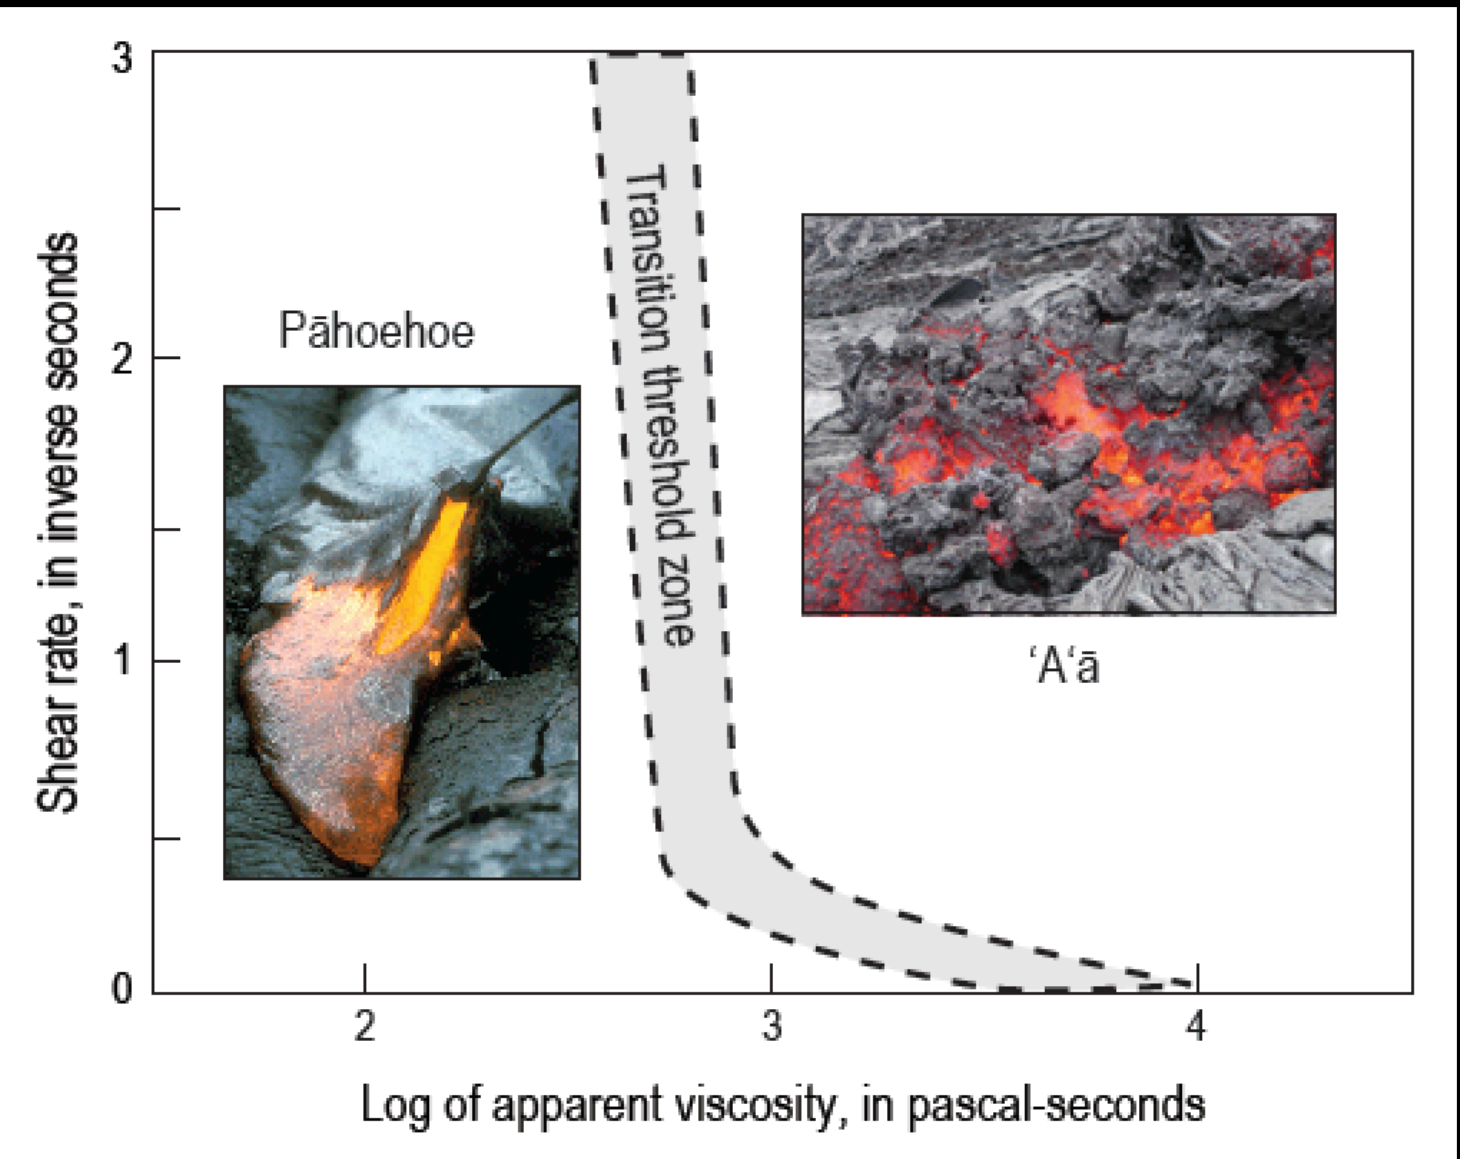 3
2
1
0
Shear rate, in inverse seconds
Pāhoehoe
Transition threshold zone
ʻAʻā
2
3
4
Log of apparent viscosity, in pascal-seconds